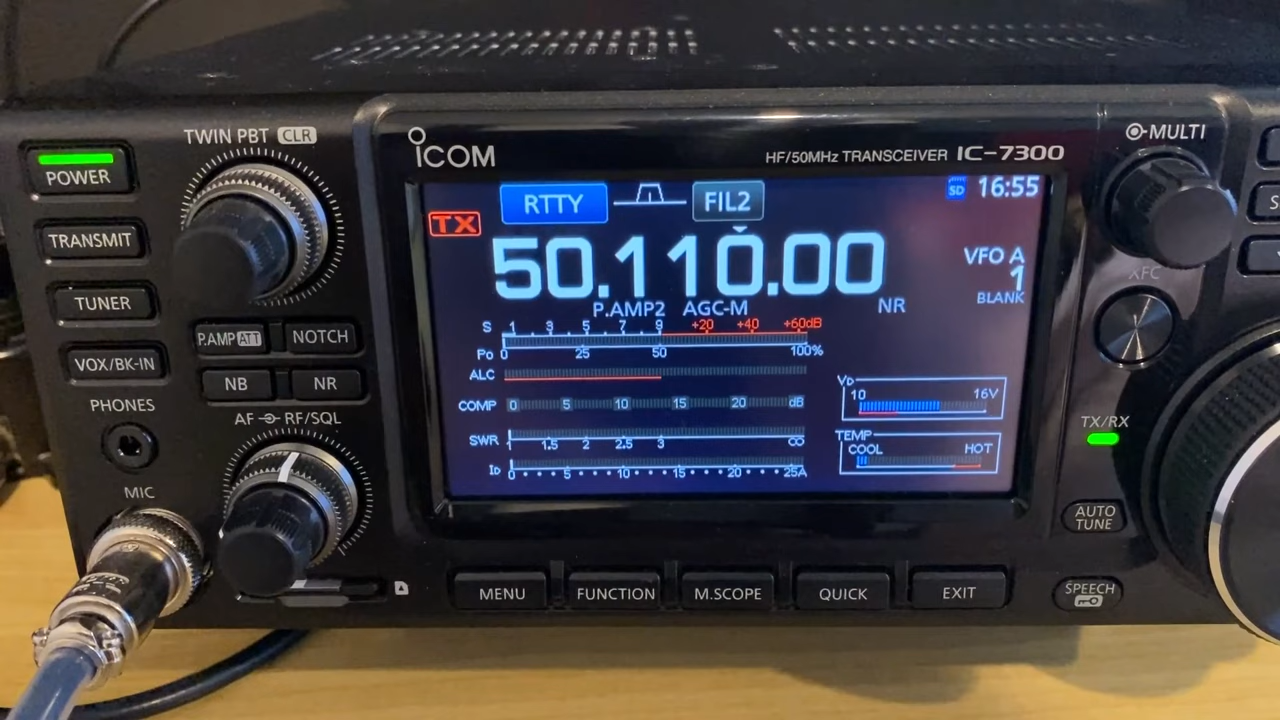 TWIN PBT CLR
POWER
TRANSMIT
TUNER
VOX/BK-IN
P.AMP ATT
NOTCH
NB
NR
PHONES
AF RF/SQL
MIC
ICOM
HF/50MHz TRANSCEIVER IC-7300
RTTY
FIL2
SD
16:55
TX
50.110.00
VFO A
1
BLANK
P.AMP2 AGC-M
NR
S 1 3 5 7 9 +20 +40 +60dB
Po 0 25 50 100%
ALC
COMP 0 5 10 15 20 dB
SWR 1 1.5 2 2.5 3 ∞
ID 0 5 10 15 20 25A
VD
10 16V
TEMP
COOL HOT
MENU
FUNCTION
M.SCOPE
QUICK
EXIT
MULTI
XFC
TX/RX
AUTO
TUNE
SPEECH